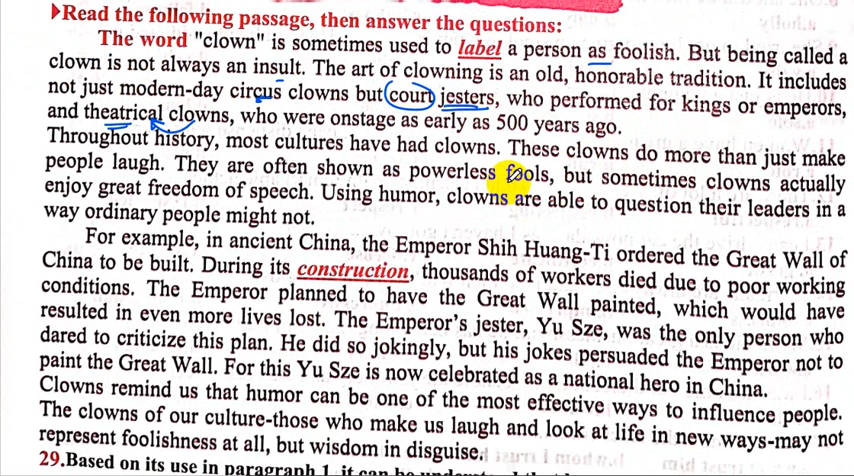 ▶Read the following passage, then answer the questions:
The word "clown" is sometimes used to label a person as foolish. But being called a
clown is not always an insult. The art of clowning is an old, honorable tradition. It includes
not just modern-day circus clowns but court jesters, who performed for kings or emperors,
and theatrical clowns, who were onstage as early as 500 years ago.
Throughout history, most cultures have had clowns. These clowns do more than just make
people laugh. They are often shown as powerless fools, but sometimes clowns actually
enjoy great freedom of speech. Using humor, clowns are able to question their leaders in a
way ordinary people might not.
For example, in ancient China, the Emperor Shih Huang-Ti ordered the Great Wall of
China to be built. During its construction, thousands of workers died due to poor working
conditions. The Emperor planned to have the Great Wall painted, which would have
resulted in even more lives lost. The Emperor's jester, Yu Sze, was the only person who
dared to criticize this plan. He did so jokingly, but his jokes persuaded the Emperor not to
paint the Great Wall. For this Yu Sze is now celebrated as a national hero in China.
Clowns remind us that humor can be one of the most effective ways to influence people.
The clowns of our culture-those who make us laugh and look at life in new ways-may not
represent foolishness at all, but wisdom in disguise.
29.Based on its use in paragraph 1, it can be